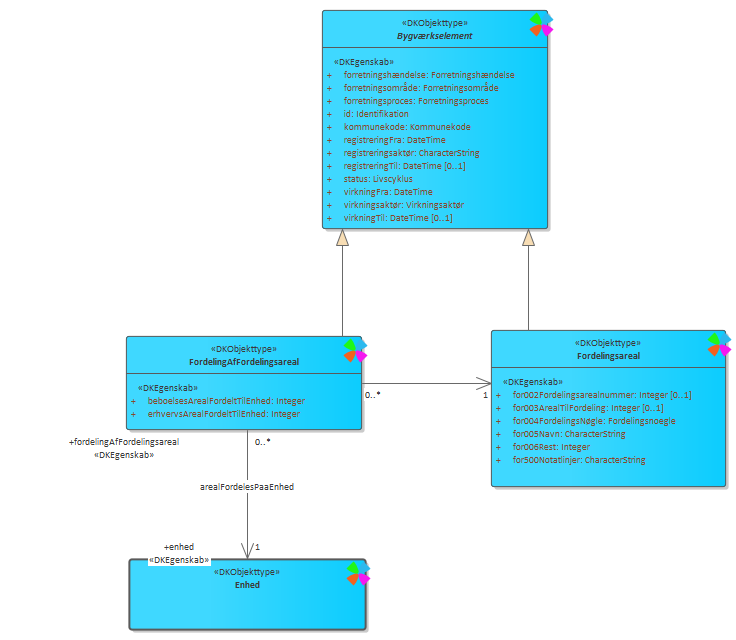 «DKObjekttype»
Bygværkselement
«DKEgenskab»
+ forretningshændelse: Forretningshændelse
+ forretningsområde: Forretningsområde
+ forretningsproces: Forretningsproces
+ id: Identifikation
+ kommunekode: Kommunekode
+ registreringFra: DateTime
+ registreringsaktør: CharacterString
+ registreringTil: DateTime [0..1]
+ status: Livscyklus
+ virkningFra: DateTime
+ virkningsaktør: Virkningsaktør
+ virkningTil: DateTime [0..1]
«DKObjekttype»
FordelingAfFordelingsareal
«DKEgenskab»
+ beboelsesArealFordeltTilEnhed: Integer
+ erhvervsArealFordeltTilEnhed: Integer
0..*
1
«DKObjekttype»
Fordelingsareal
«DKEgenskab»
+ for002Fordelingsarealnummer: Integer [0..1]
+ for003ArealTilFordeling: Integer [0..1]
+ for004FordelingsNøgle: Fordelingsnoegle
+ for005Navn: CharacterString
+ for006Rest: Integer
+ for500Notatlinjer: CharacterString
+fordelingAfFordelingsareal
«DKEgenskab»
0..*
arealFordelesPaaEnhed
+enhed
«DKEgenskab»
1
«DKObjekttype»
Enhed